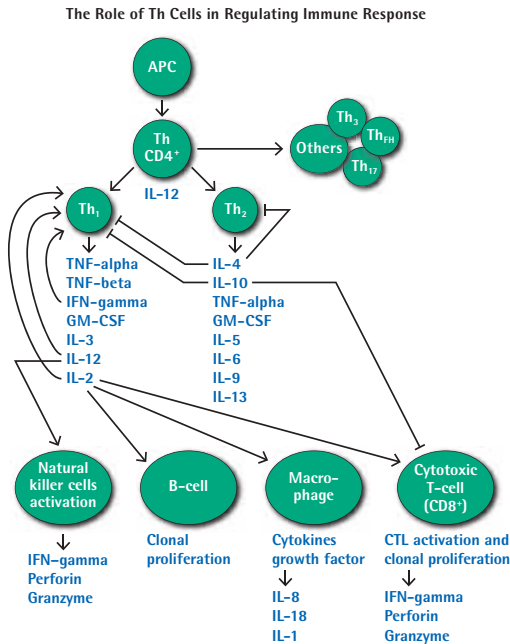 The Role of Th Cells in Regulating Immune Response
APC
Th
CD4+
Others
Th3
ThFH
Th17
IL-12
Th1
Th2
TNF-alpha
TNF-beta
IFN-gamma
GM-CSF
IL-3
IL-12
IL-2
IL-4
IL-10
TNF-alpha
GM-CSF
IL-5
IL-6
IL-9
IL-13
Natural
killer cells
activation
IFN-gamma
Perforin
Granzyme
B-cell
Clonal
proliferation
Macro-
phage
Cytokines
growth factor
IL-8
IL-18
IL-1
Cytotoxic
T-cell
(CD8+)
CTL activation and
clonal proliferation
IFN-gamma
Perforin
Granzyme